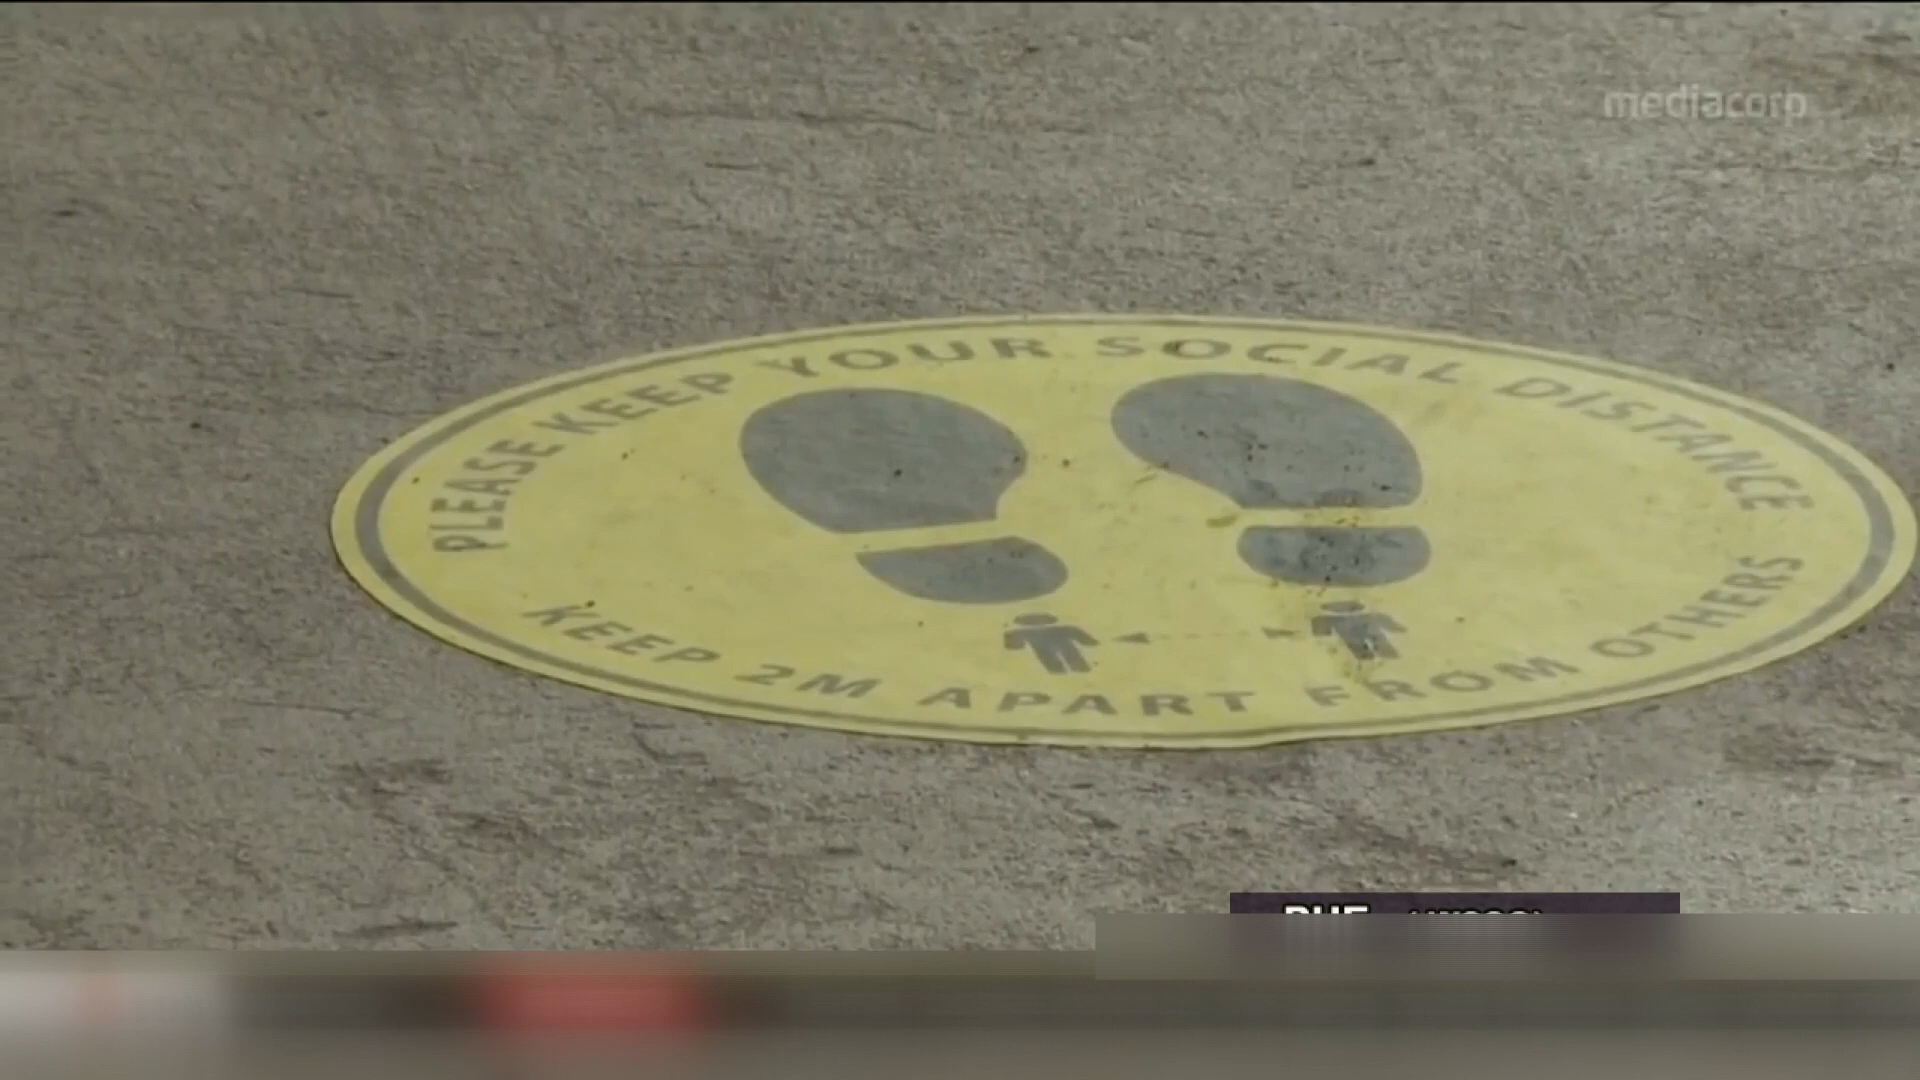 mediacorp
PLEASE KEEP YOUR SOCIAL DISTANCE
KEEP 2M APART FROM OTHERS